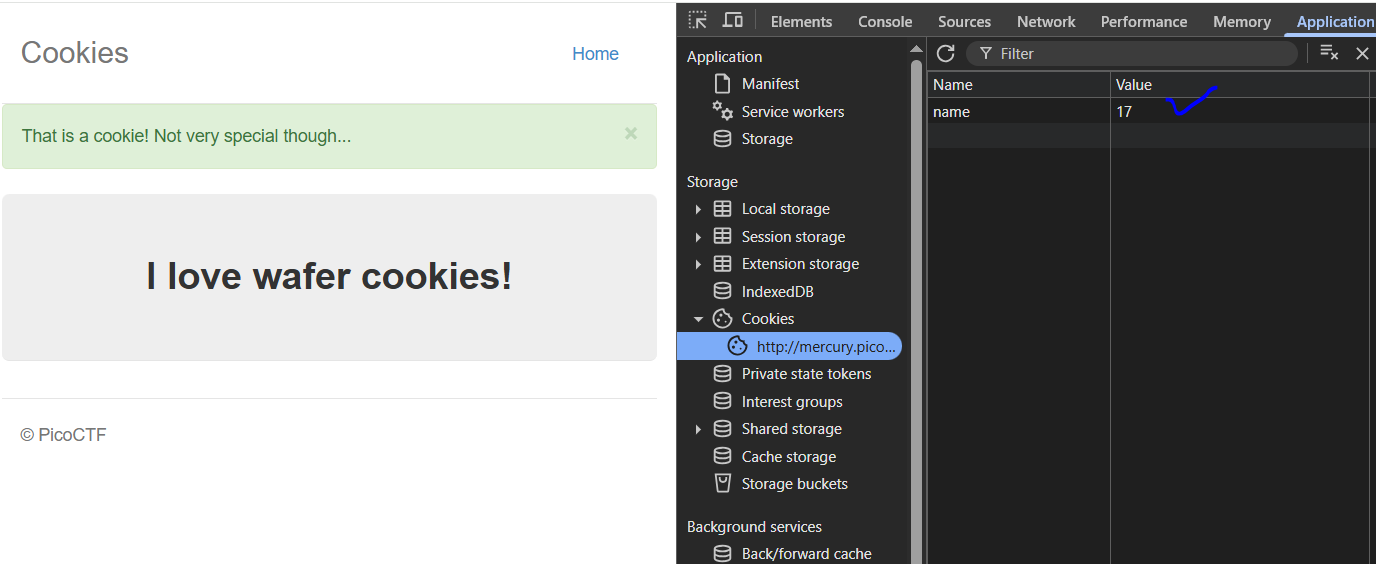 Cookies
Home
That is a cookie! Not very special though...
×
I love wafer cookies!
© PicoCTF
Elements Console Sources Network Performance Memory Application
Application
Manifest
Service workers
Storage
Storage
Local storage
Session storage
Extension storage
IndexedDB
Cookies
http://mercury.pico...
Private state tokens
Interest groups
Shared storage
Cache storage
Storage buckets
Background services
Back/forward cache
Filter
Name Value
name 17